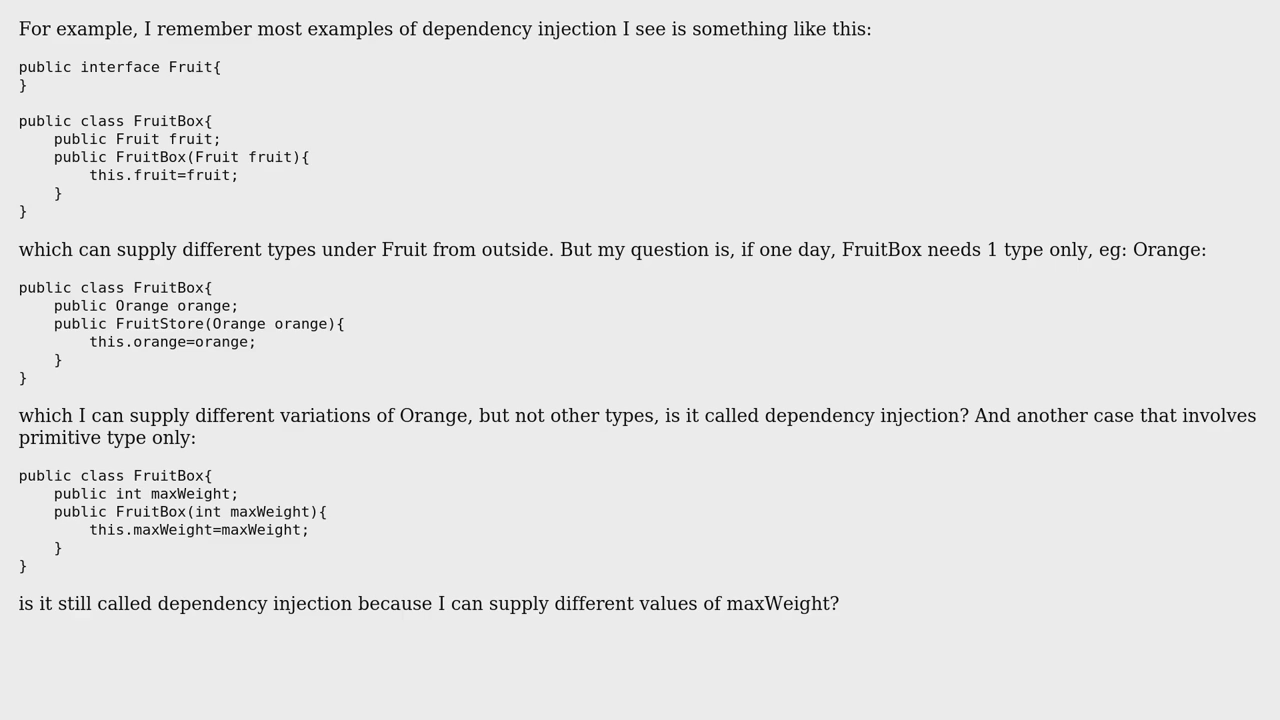 For example, I remember most examples of dependency injection I see is something like this:
public interface Fruit{
}
public class FruitBox{
    public Fruit fruit;
    public FruitBox(Fruit fruit){
        this.fruit=fruit;
    }
}
which can supply different types under Fruit from outside. But my question is, if one day, FruitBox needs 1 type only, eg: Orange:
public class FruitBox{
    public Orange orange;
    public FruitStore(Orange orange){
        this.orange=orange;
    }
}
which I can supply different variations of Orange, but not other types, is it called dependency injection? And another case that involves
primitive type only:
public class FruitBox{
    public int maxWeight;
    public FruitBox(int maxWeight){
        this.maxWeight=maxWeight;
    }
}
is it still called dependency injection because I can supply different values of maxWeight?